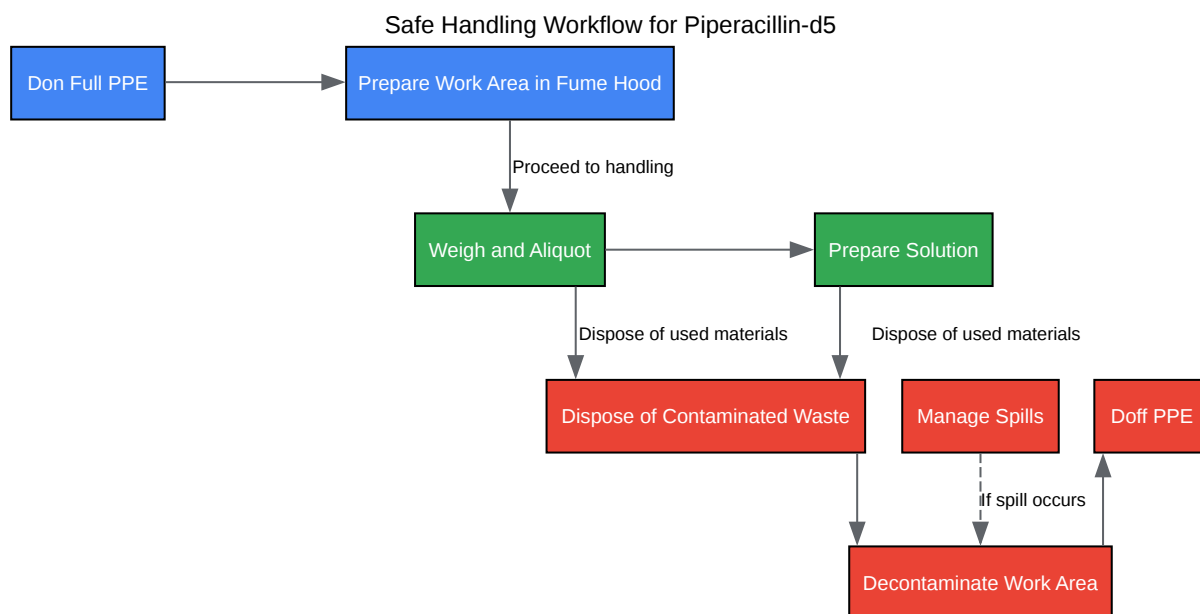 Safe Handling Workflow for Piperacillin-d5
Don Full PPE
Prepare Work Area in Fume Hood
Proceed to handling
Weigh and Aliquot
Prepare Solution
Dispose of used materials
Dispose of used materials
Dispose of Contaminated Waste
Manage Spills
Doff PPE
If spill occurs
Decontaminate Work Area